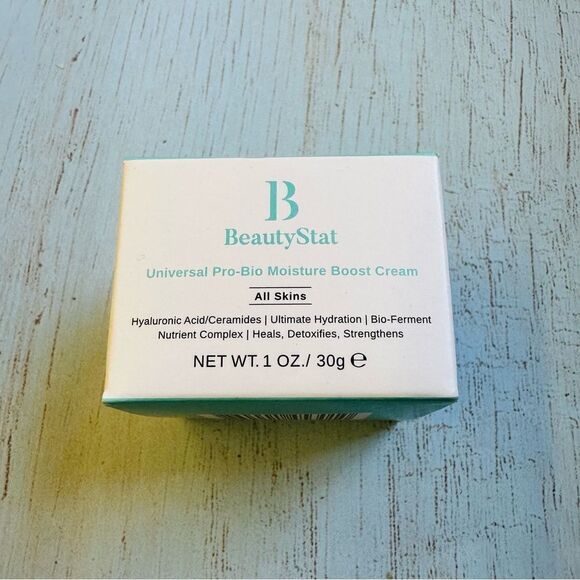 B
BeautyStat
Universal Pro-Bio Moisture Boost Cream
All Skins
Hyaluronic Acid/Ceramides | Ultimate Hydration | Bio-Ferment
Nutrient Complex | Heals, Detoxifies, Strengthens
NET WT. 1 OZ./ 30g ℮